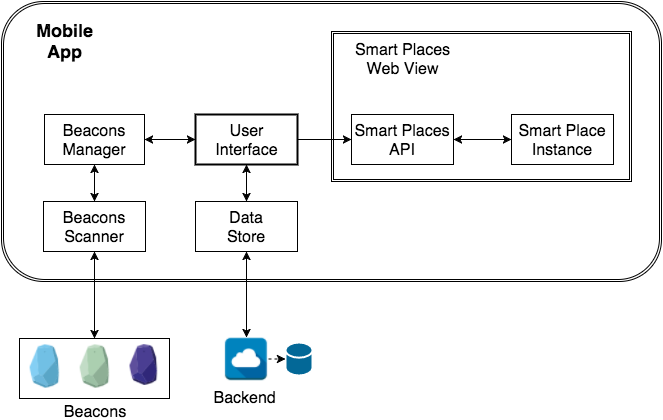 Mobile
App
Smart Places
Web View
Beacons
Manager
User
Interface
Smart Places
API
Smart Place
Instance
Beacons
Scanner
Data
Store
Beacons
Backend